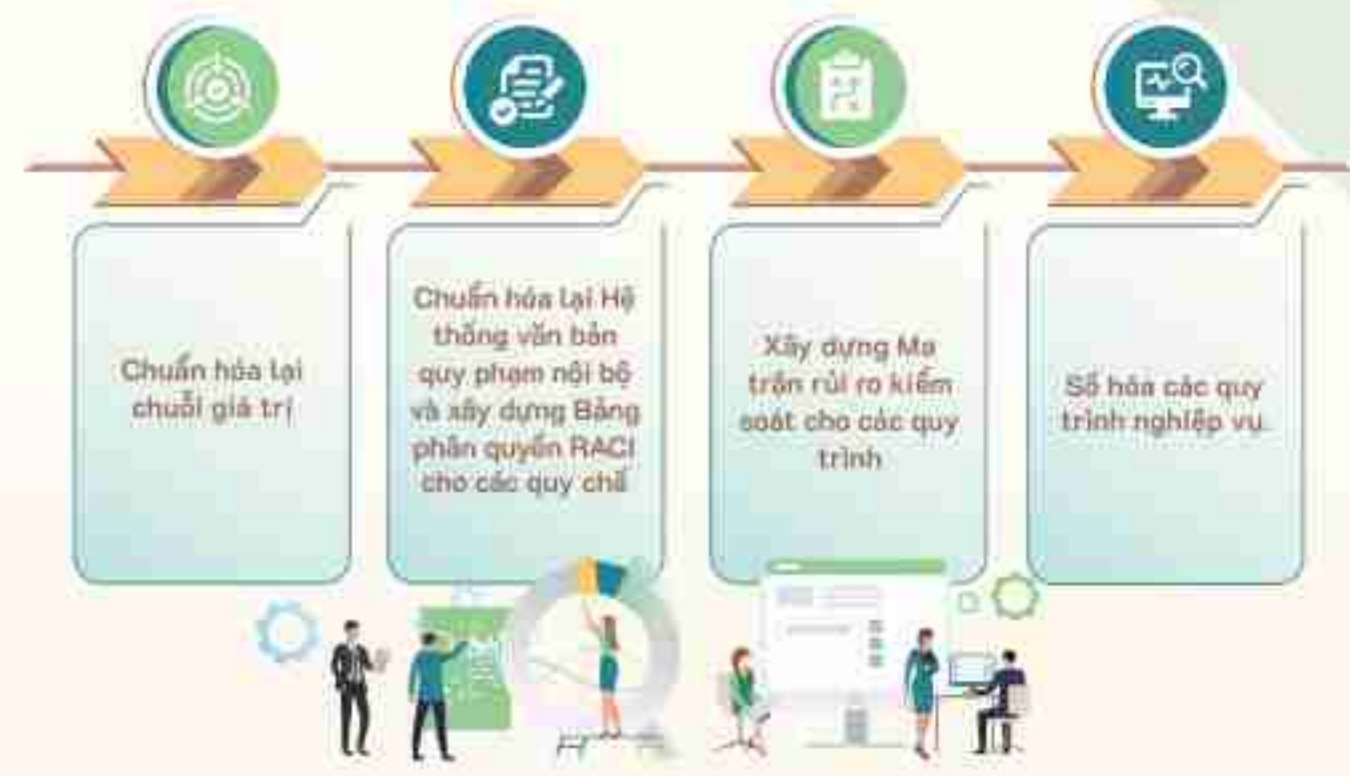 Chuẩn hóa lại
chuỗi giá trị
Chuẩn hóa lại Hệ
thống văn bản
quy phạm nội bộ
và xây dựng Bảng
phân quyền RACI
cho các quy chế
Xây dựng Ma
trận rủi ro kiểm
soát cho các quy
trình
Số hóa các quy
trình nghiệp vụ